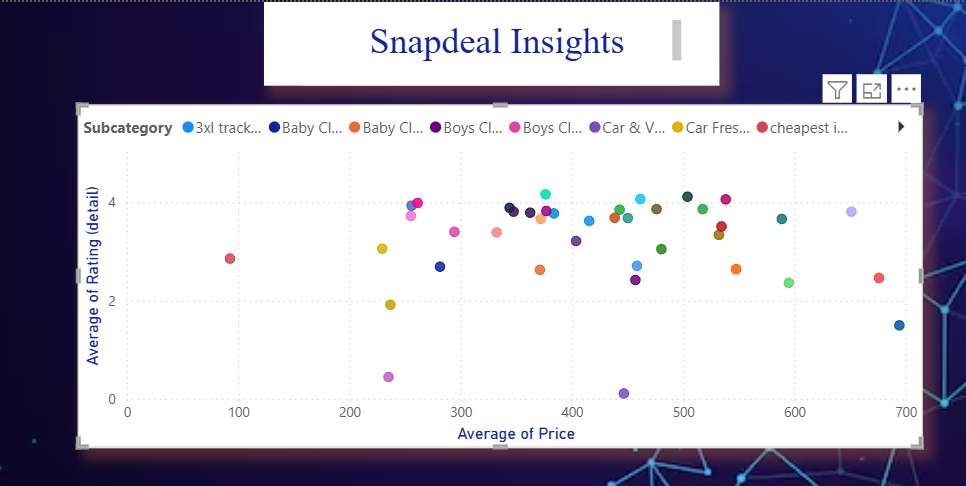 Snapdeal Insights
Subcategory 3xl track... Baby Cl... Baby Cl... Boys Cl... Boys Cl... Car & V... Car Fres... cheapest i...
Average of Rating (detail)
4
2
0
0 100 200 300 400 500 600 700
Average of Price